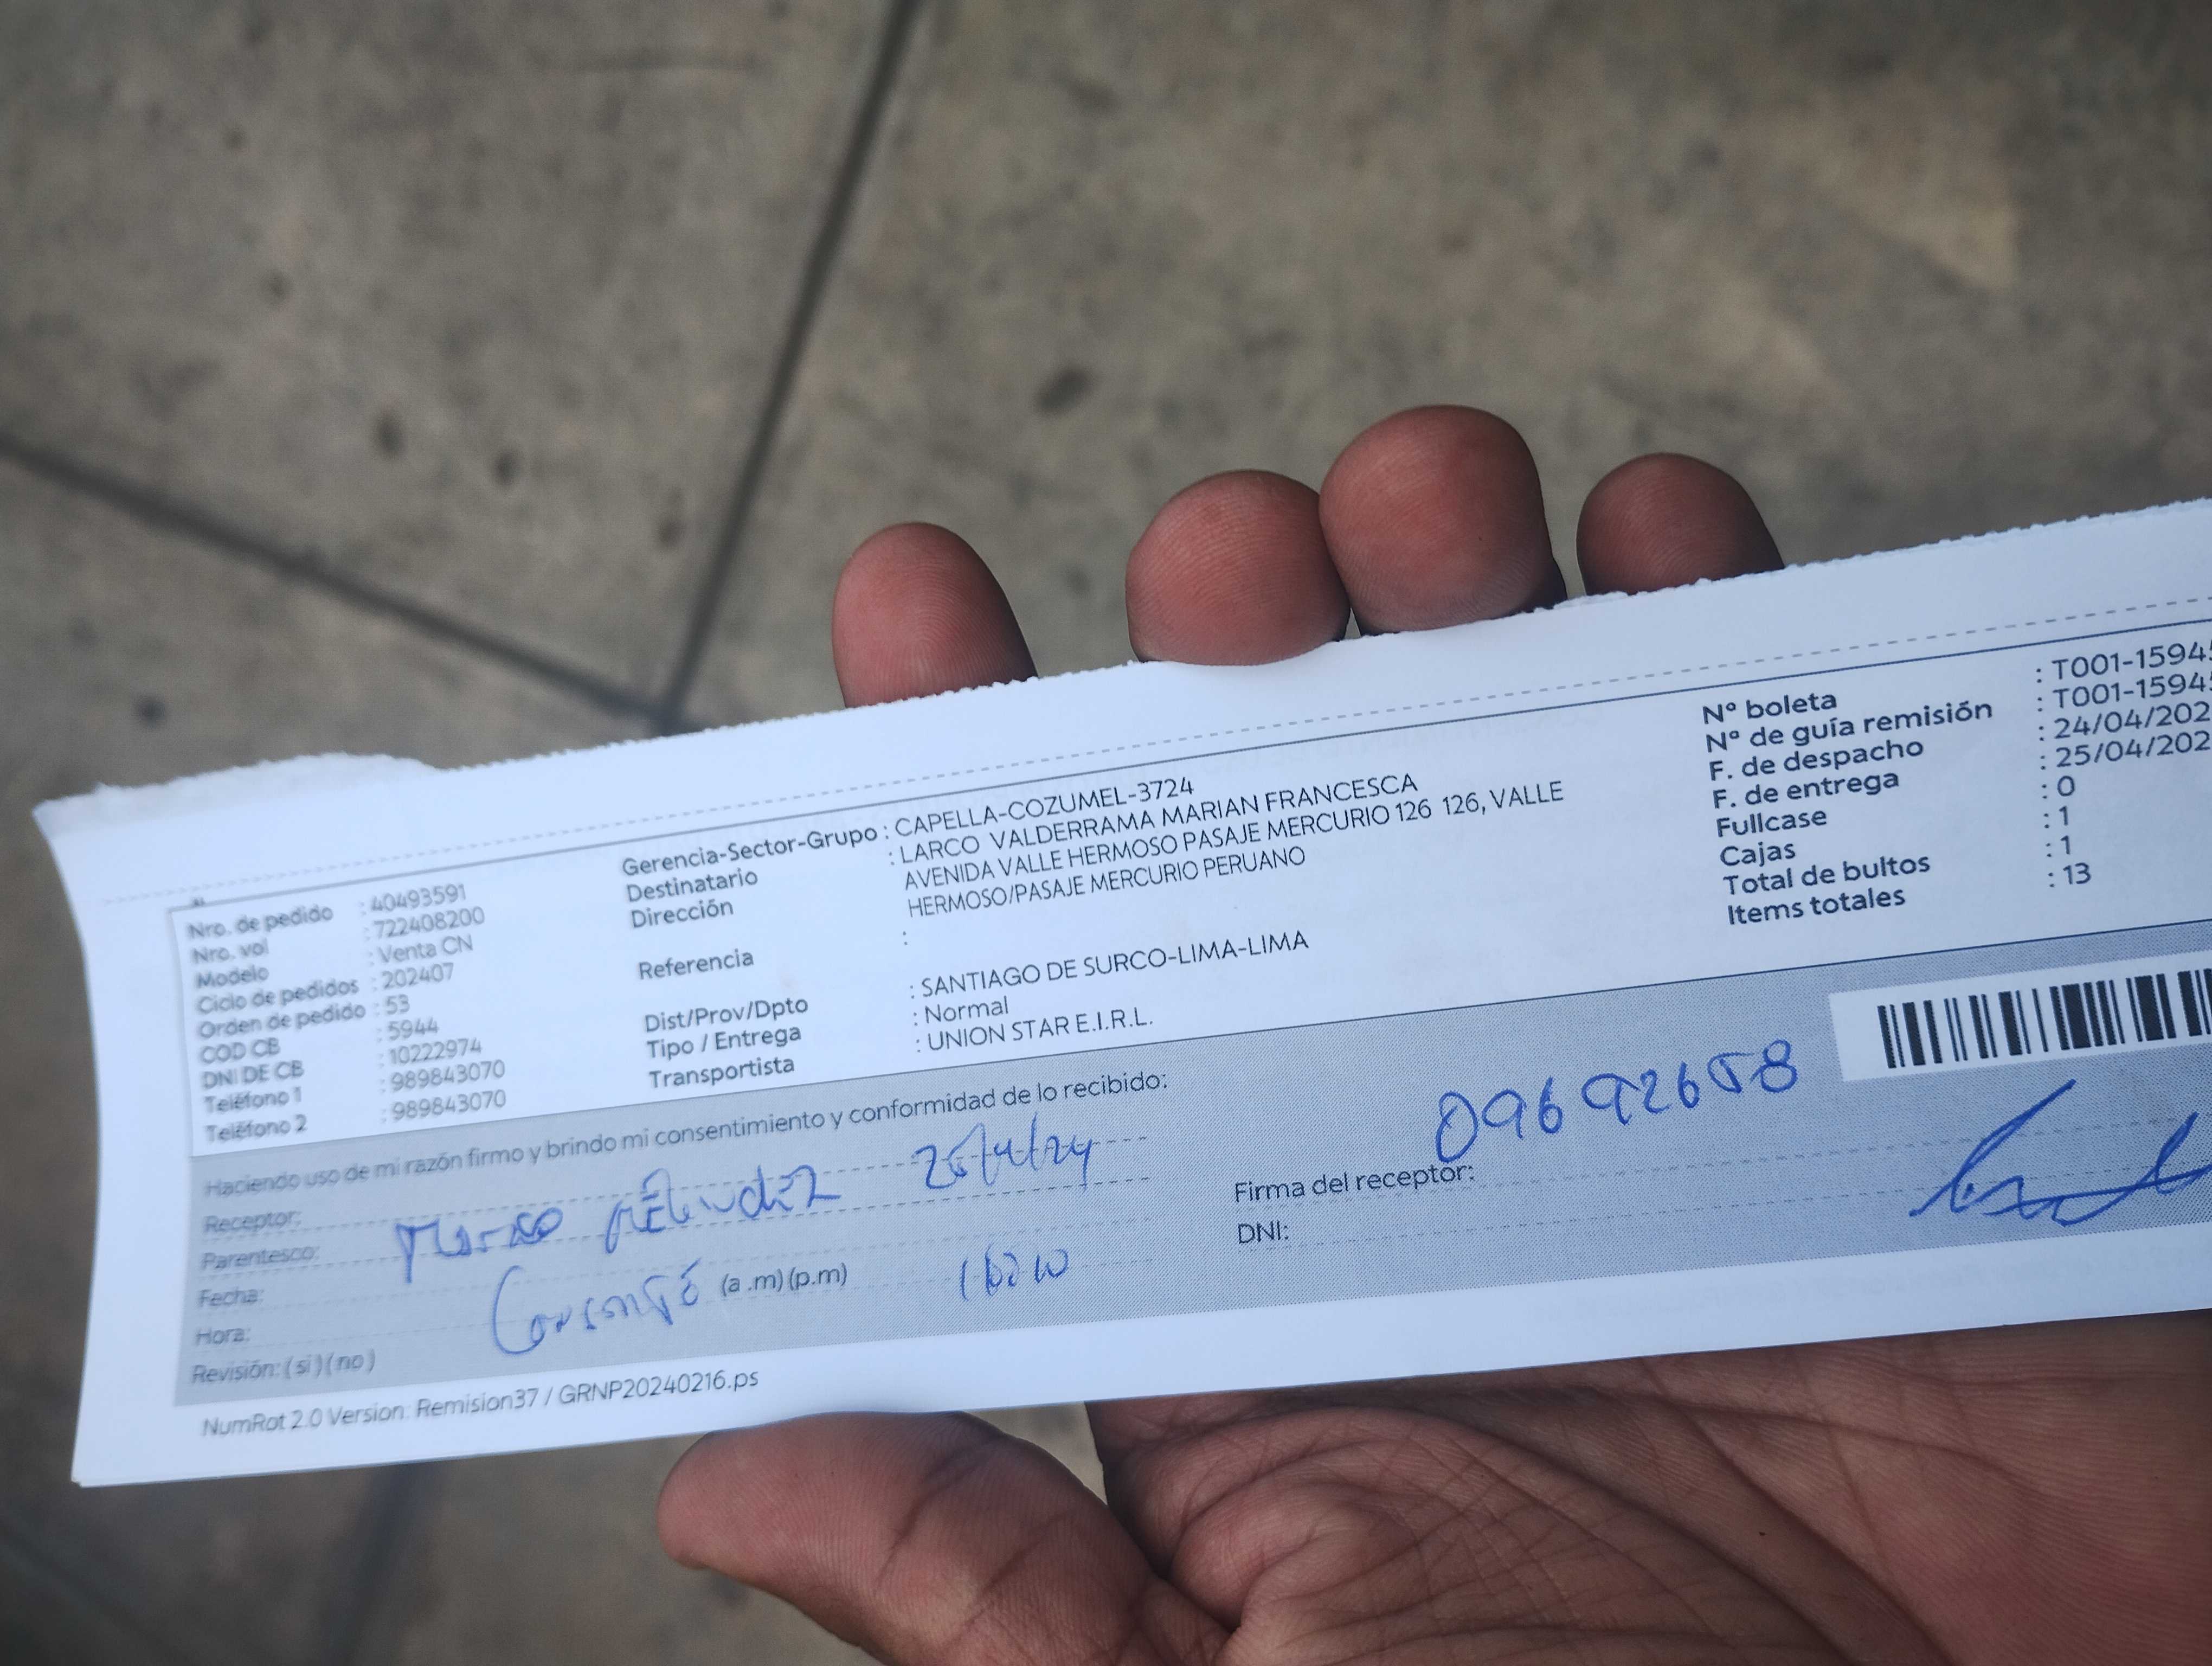 Nro. de pedido : 40493591
Nro. vol : 722408200
Modelo : Venta CN
Ciclo de pedidos : 202407
Orden de pedido : 53
COD CB : 5944
DNI DE CB : 10222974
Teléfono 1 : 989843070
Teléfono 2 : 989843070
Gerencia-Sector-Grupo : CAPELLA-COZUMEL-3724
Destinatario : LARCO VALDERRAMA MARIAN FRANCESCA
Dirección AVENIDA VALLE HERMOSO PASAJE MERCURIO 126 126, VALLE
HERMOSO/PASAJE MERCURIO PERUANO
Referencia :
Dist/Prov/Dpto : SANTIAGO DE SURCO-LIMA-LIMA
Tipo / Entrega : Normal
Transportista : UNION STAR E.I.R.L.
Nº boleta : T001-1594
Nº de guía remisión : T001-1594
F. de despacho : 24/04/202
F. de entrega : 25/04/202
Fullcase : 0
Cajas : 1
Total de bultos : 1
Items totales : 13
Haciendo uso de mi razón firmo y brindo mi consentimiento y conformidad de lo recibido:
Receptor:
Parentesco:
Fecha:
Hora: (a .m) (p.m)
Revisión: ( si ) ( no )
Firma del receptor: 09692658
DNI:
NumRot 2.0 Version: Remision37 / GRNP20240216.ps